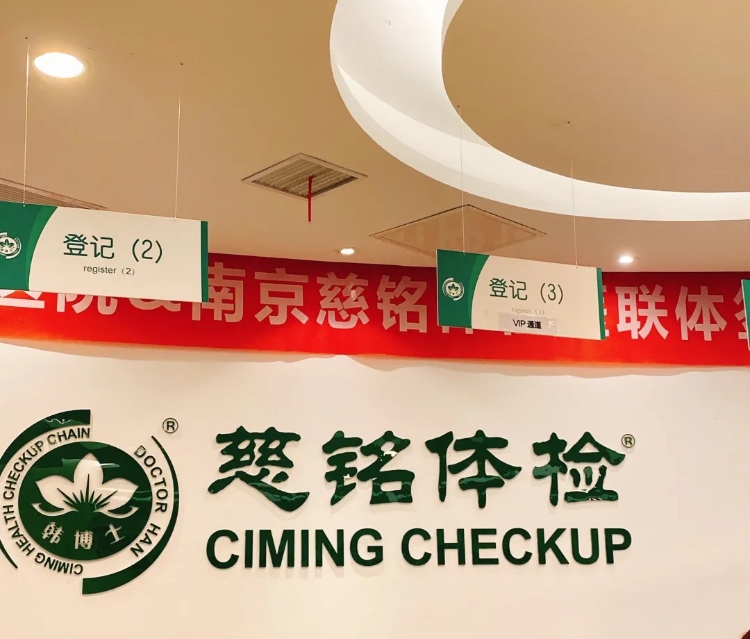 登记（2）
register（2）
登记（3）
VIP 通道
院&南京慈铭
联体
CIMING HEALTH CHECKUP CHAIN
DOCTOR HAN
韩博士
®
慈铭体检®
CIMING CHECKUP